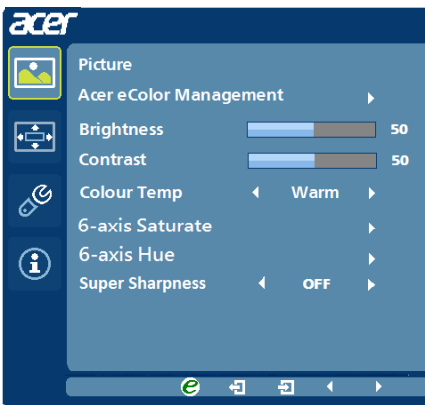 acer
Picture
Acer eColor Management
Brightness 50
Contrast 50
Colour Temp Warm
6-axis Saturate
6-axis Hue
Super Sharpness OFF
e